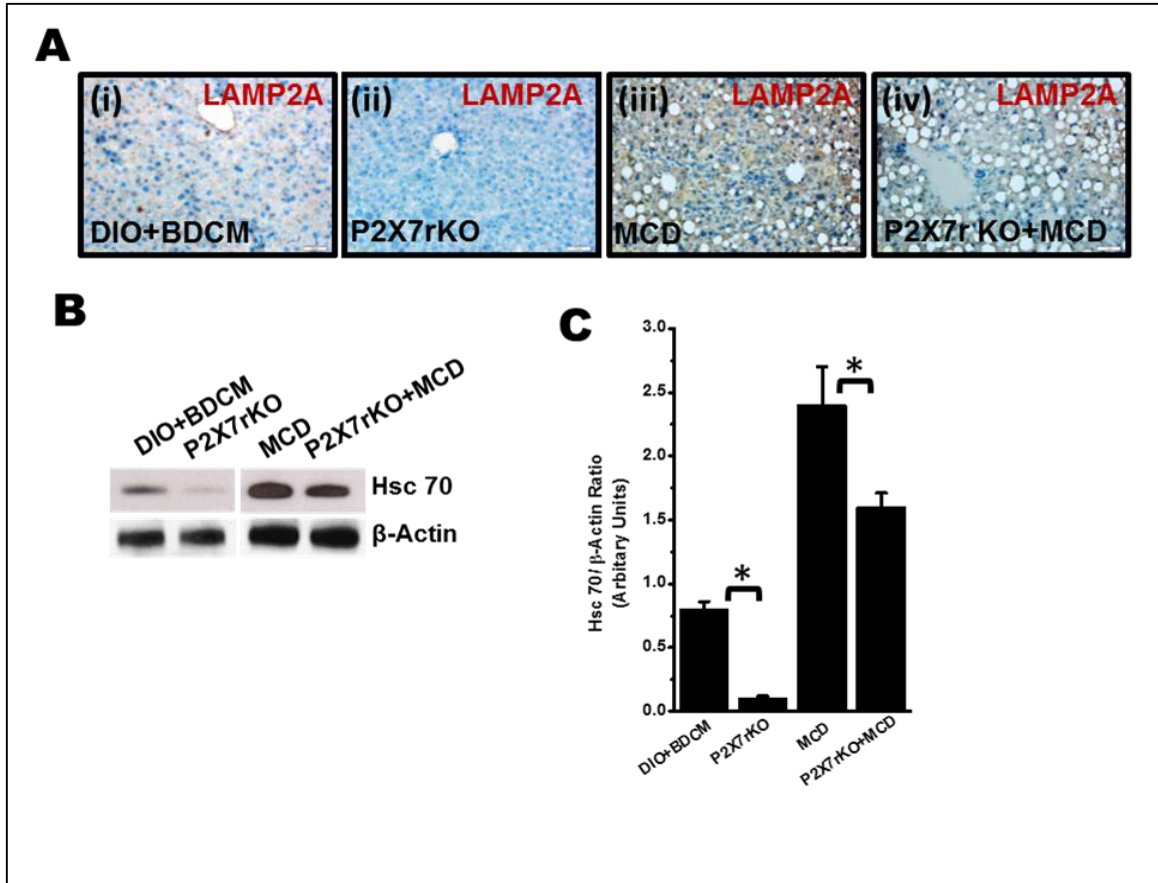 A
(i) LAMP2A
DIO+BDCM
(ii) LAMP2A
P2X7rKO
(iii) LAMP2A
MCD
(iv) LAMP2A
P2X7r KO+MCD
B
DIO+BDCM
P2X7rKO
MCD
P2X7rKO+MCD
Hsc 70
β-Actin
C
Hsc 70/ β-Actin Ratio
(Arbitary Units)
3.0
2.5
2.0
1.5
1.0
0.5
0.0
*
*
DIO+BDCM
P2X7rKO
MCD
P2X7rKO+MCD